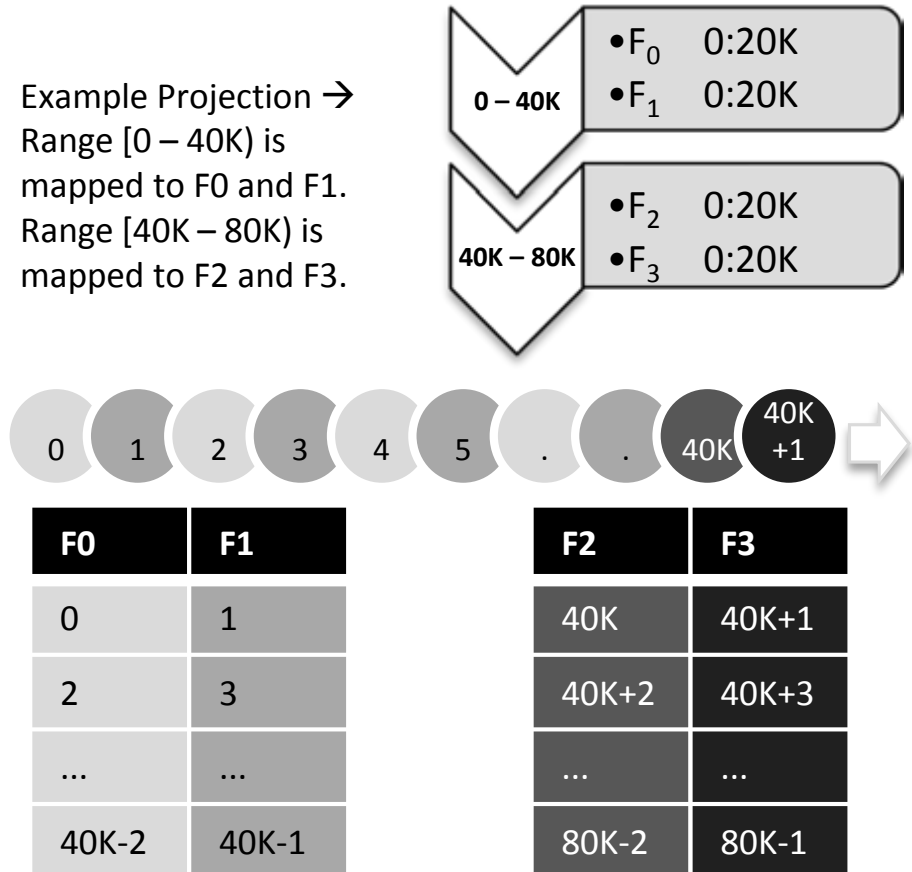 Example Projection →
Range [0 – 40K) is
mapped to F0 and F1.
Range [40K – 80K) is
mapped to F2 and F3.
0 – 40K
•F₀ 0:20K
•F₁ 0:20K
40K – 80K
•F₂ 0:20K
•F₃ 0:20K
0 1 2 3 4 5 . . 40K 40K
+1
F0 F1 F2 F3
0 1 40K 40K+1
2 3 40K+2 40K+3
... ... ... ...
40K-2 40K-1 80K-2 80K-1